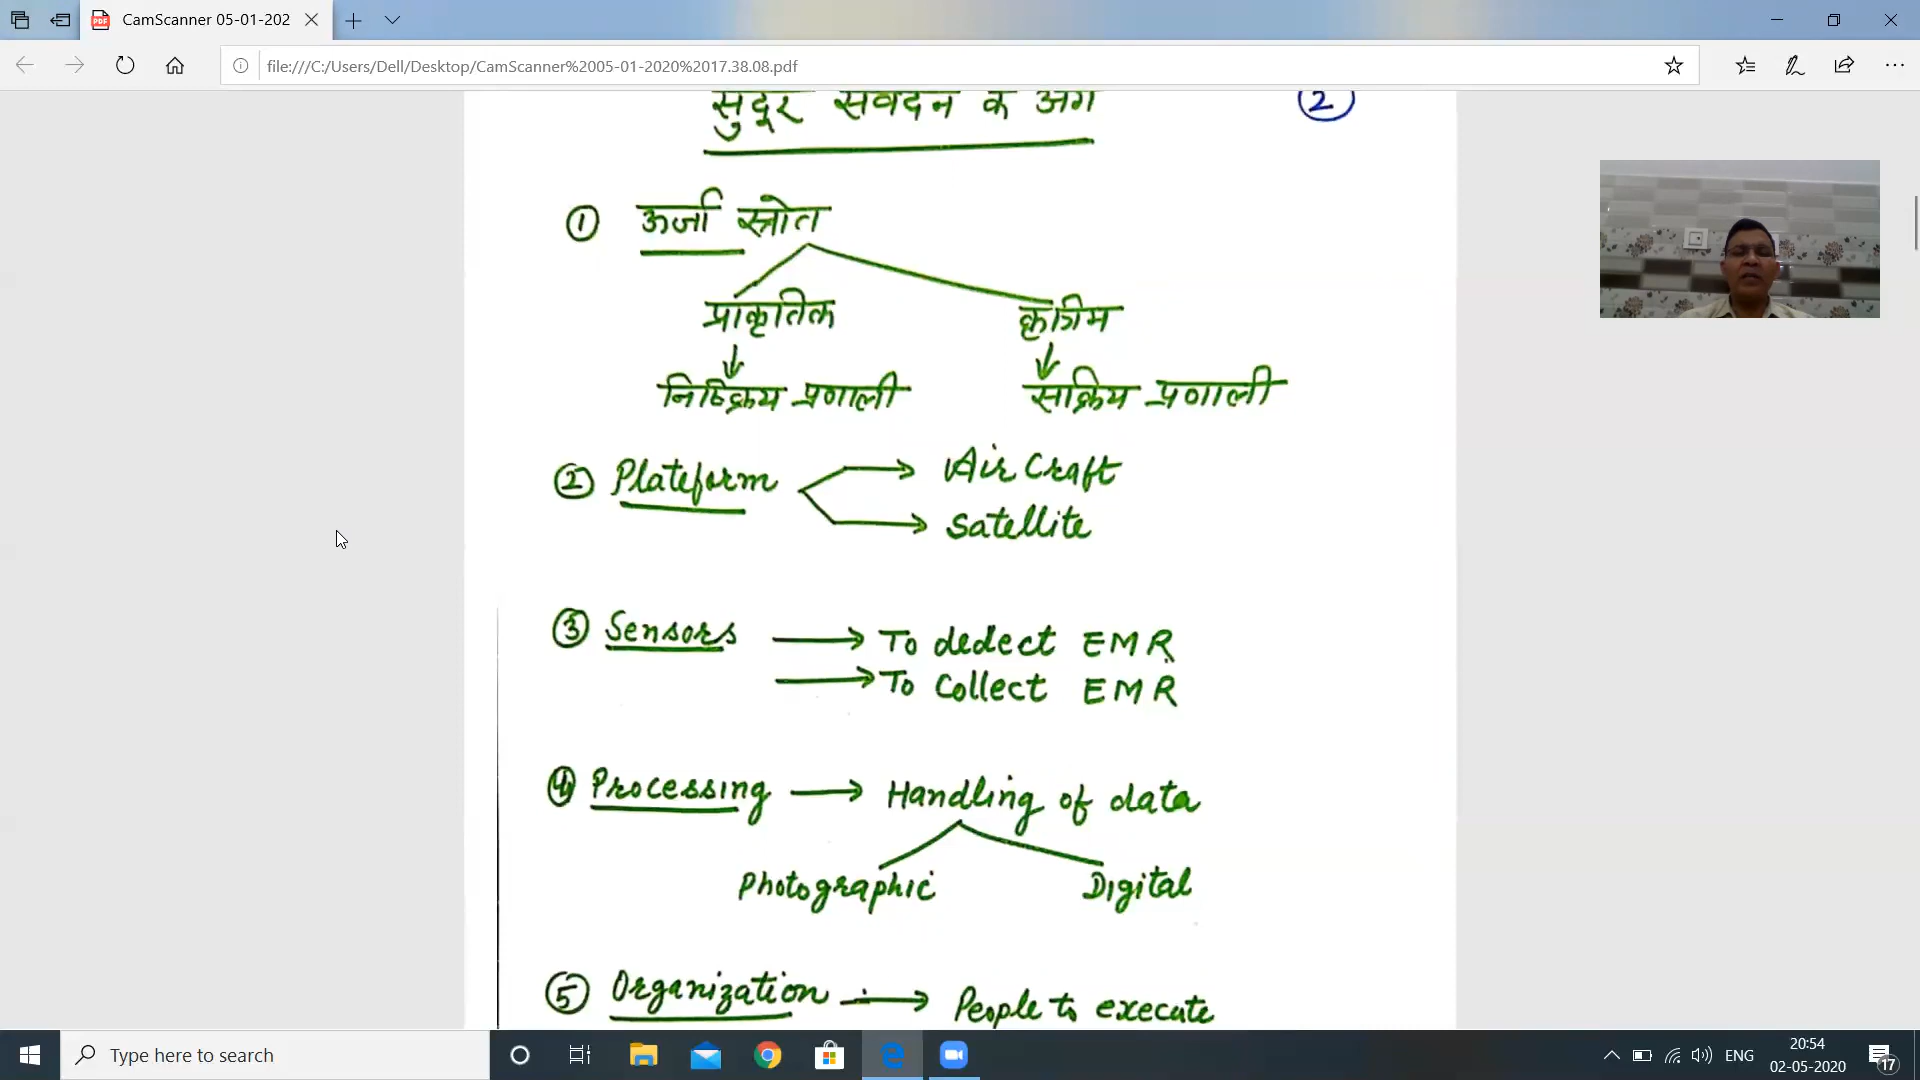 CamScanner 05-01-202
file:///C:/Users/Dell/Desktop/CamScanner%2005-01-2020%2017.38.08.pdf
सुदूर संवेदन के अंग
②
① ऊर्जा स्त्रोत
प्राकृतिक कृत्रिम
निष्क्रिय प्रणाली सक्रिय प्रणाली
② Plateform → Air Craft
→ Satellite
③ Sensors → To dedect EMR
→ To Collect EMR
④ Processing → Handling of data
Photographic Digital
⑤ Organization → People to execute
Type here to search
ENG
20:54
02-05-2020
17